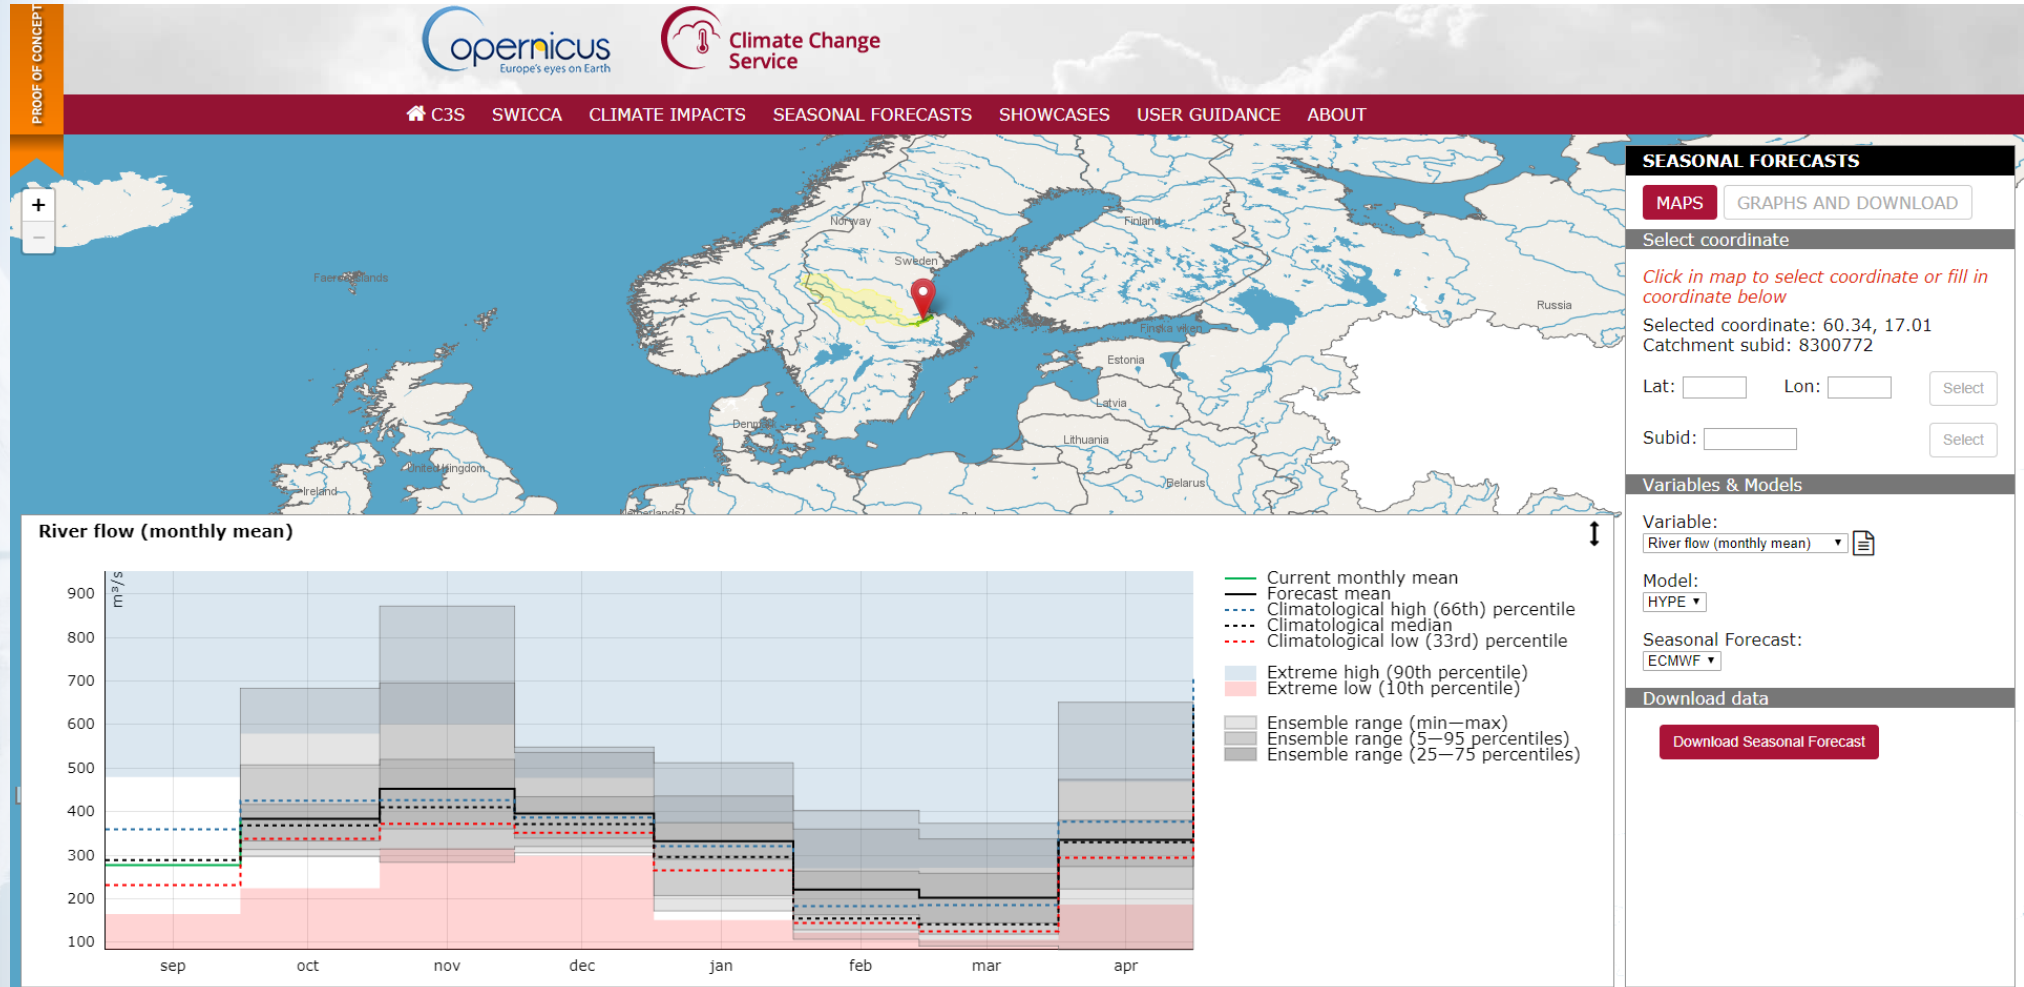 PROOF OF CONCEPT
opernicus
Europe's eyes on Earth
Climate Change
Service
C3S SWICCA CLIMATE IMPACTS SEASONAL FORECASTS SHOWCASES USER GUIDANCE ABOUT
+
−
Norway
Finland
Sweden
Russia
Finska viken
Estonia
Latvia
Lithuania
United Kingdom
Ireland
Belarus
SEASONAL FORECASTS
MAPS GRAPHS AND DOWNLOAD
Select coordinate
Click in map to select coordinate or fill in
coordinate below
Selected coordinate: 60.34, 17.01
Catchment subid: 8300772
Lat: Lon: Select
Subid: Select
Variables & Models
Variable:
River flow (monthly mean)
Model:
HYPE
Seasonal Forecast:
ECMWF
Download data
Download Seasonal Forecast
River flow (monthly mean)
m³/s
900
800
700
600
500
400
300
200
100
sep oct nov dec jan feb mar apr
Current monthly mean
Forecast mean
Climatological high (66th) percentile
Climatological median
Climatological low (33rd) percentile
Extreme high (90th percentile)
Extreme low (10th percentile)
Ensemble range (min—max)
Ensemble range (5—95 percentiles)
Ensemble range (25—75 percentiles)